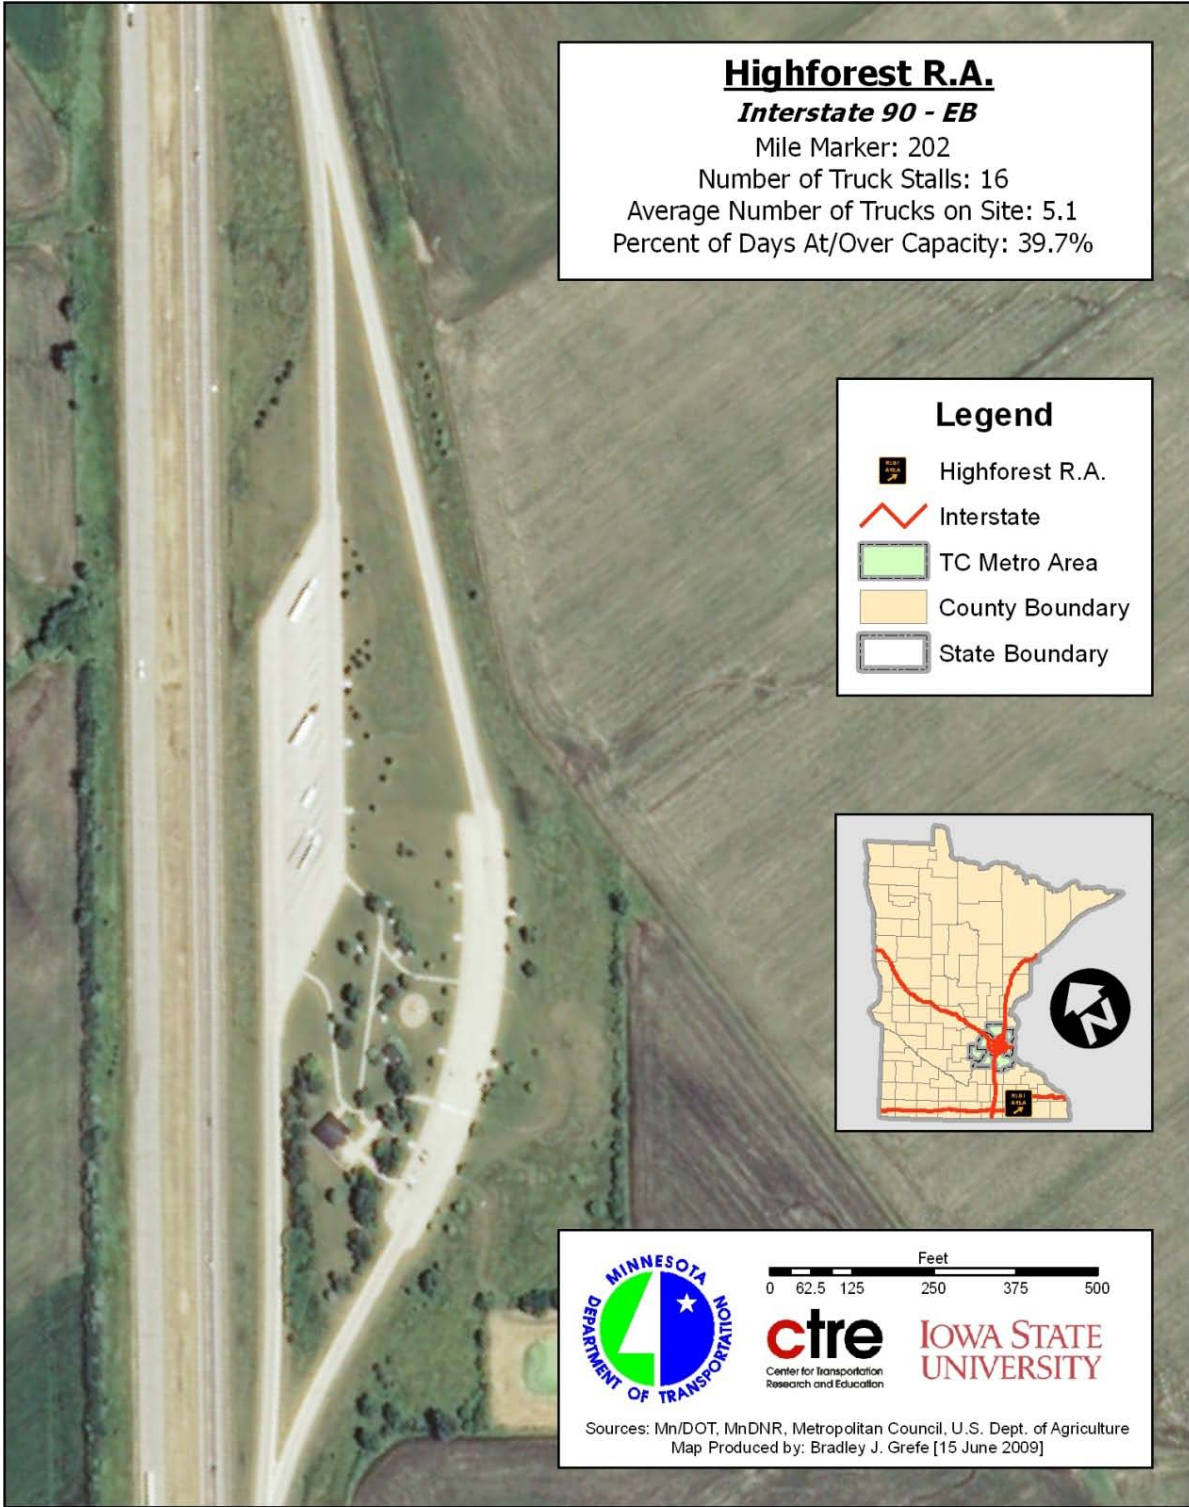 Highforest R.A.
Interstate 90 - EB
Mile Marker: 202
Number of Truck Stalls: 16
Average Number of Trucks on Site: 5.1
Percent of Days At/Over Capacity: 39.7%
Legend
REST
AREA
Highforest R.A.
Interstate
TC Metro Area
County Boundary
State Boundary
N
REST
AREA
MINNESOTA
DEPARTMENT OF TRANSPORTATION
Feet
0 62.5 125 250 375 500
ctre
Center for Transportation
Research and Education
IOWA STATE
UNIVERSITY
Sources: Mn/DOT, MnDNR, Metropolitan Council, U.S. Dept. of Agriculture
Map Produced by: Bradley J. Grefe [15 June 2009]